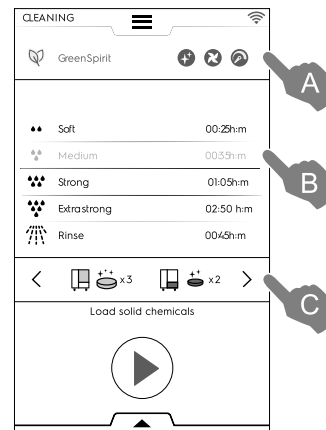 CLEANING
GreenSpirit
A
Soft 00:25h:m
Medium 00:35h:m
B
Strong 01:05h:m
Extrastrong 02:50 h:m
Rinse 00:45h:m
x3 x2
C
Load solid chemicals